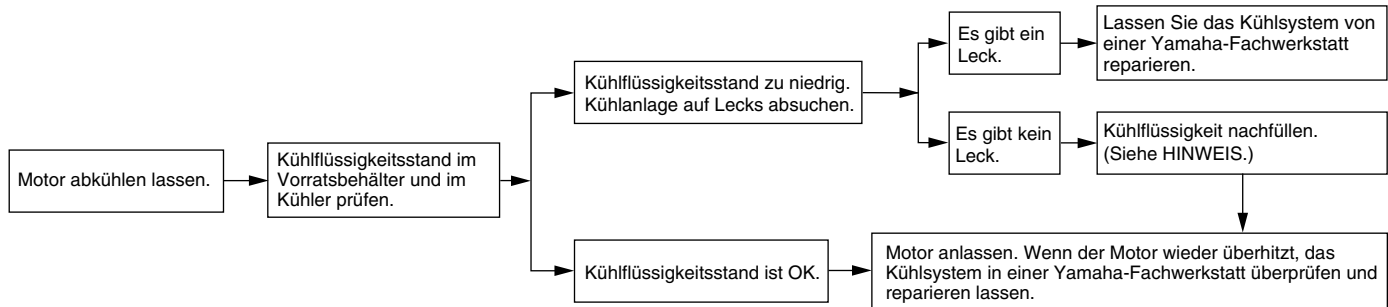 Motor abkühlen lassen.
Kühlflüssigkeitsstand im
Vorratsbehälter und im
Kühler prüfen.
Kühlflüssigkeitsstand zu niedrig.
Kühlanlage auf Lecks absuchen.
Es gibt ein
Leck.
Lassen Sie das Kühlsystem von
einer Yamaha-Fachwerkstatt
reparieren.
Es gibt kein
Leck.
Kühlflüssigkeit nachfüllen.
(Siehe HINWEIS.)
Kühlflüssigkeitsstand ist OK.
Motor anlassen. Wenn der Motor wieder überhitzt, das
Kühlsystem in einer Yamaha-Fachwerkstatt überprüfen und
reparieren lassen.